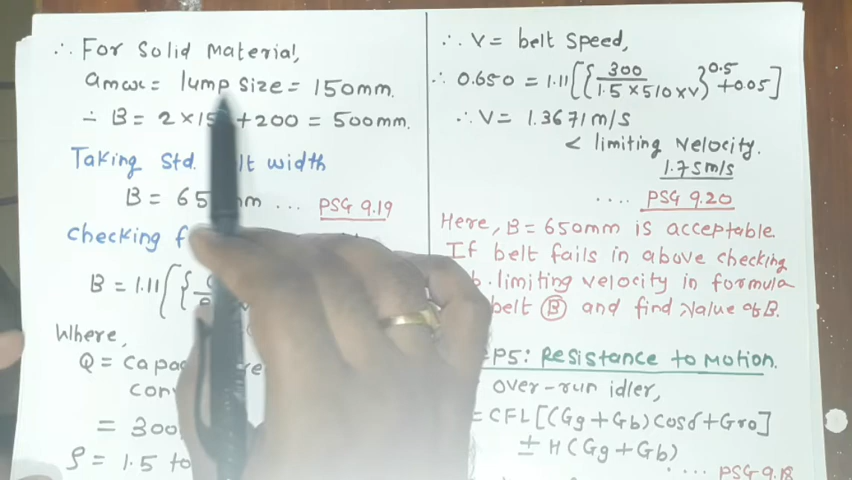 ∴ For Solid Material,
amax = lump size = 150mm.
∴ B = 2 × 15 + 200 = 500mm.
Taking Std. belt width
B = 65 mm ... PSG 9.19
checking f
B = 1.11 [ {
Where,
Q = capac
con
= 300
ρ = 1.5 to
∴ V = belt speed,
∴ 0.650 = 1.11 [ { 300 / 1.5 × 510 × V }^0.5 + 0.05 ]
∴ V = 1.3671 m/s
< limiting velocity.
1.75 m/s
.... PSG 9.20
Here, B = 650mm is acceptable.
If belt fails in above checking
b. limiting velocity in formula
belt (B) and find value of B.
EP5: Resistance to Motion.
over-run idler,
= CFL [(Gg + Gb) Cosδ + Gro]
± H (Gg + Gb)
.... PSG 9.18